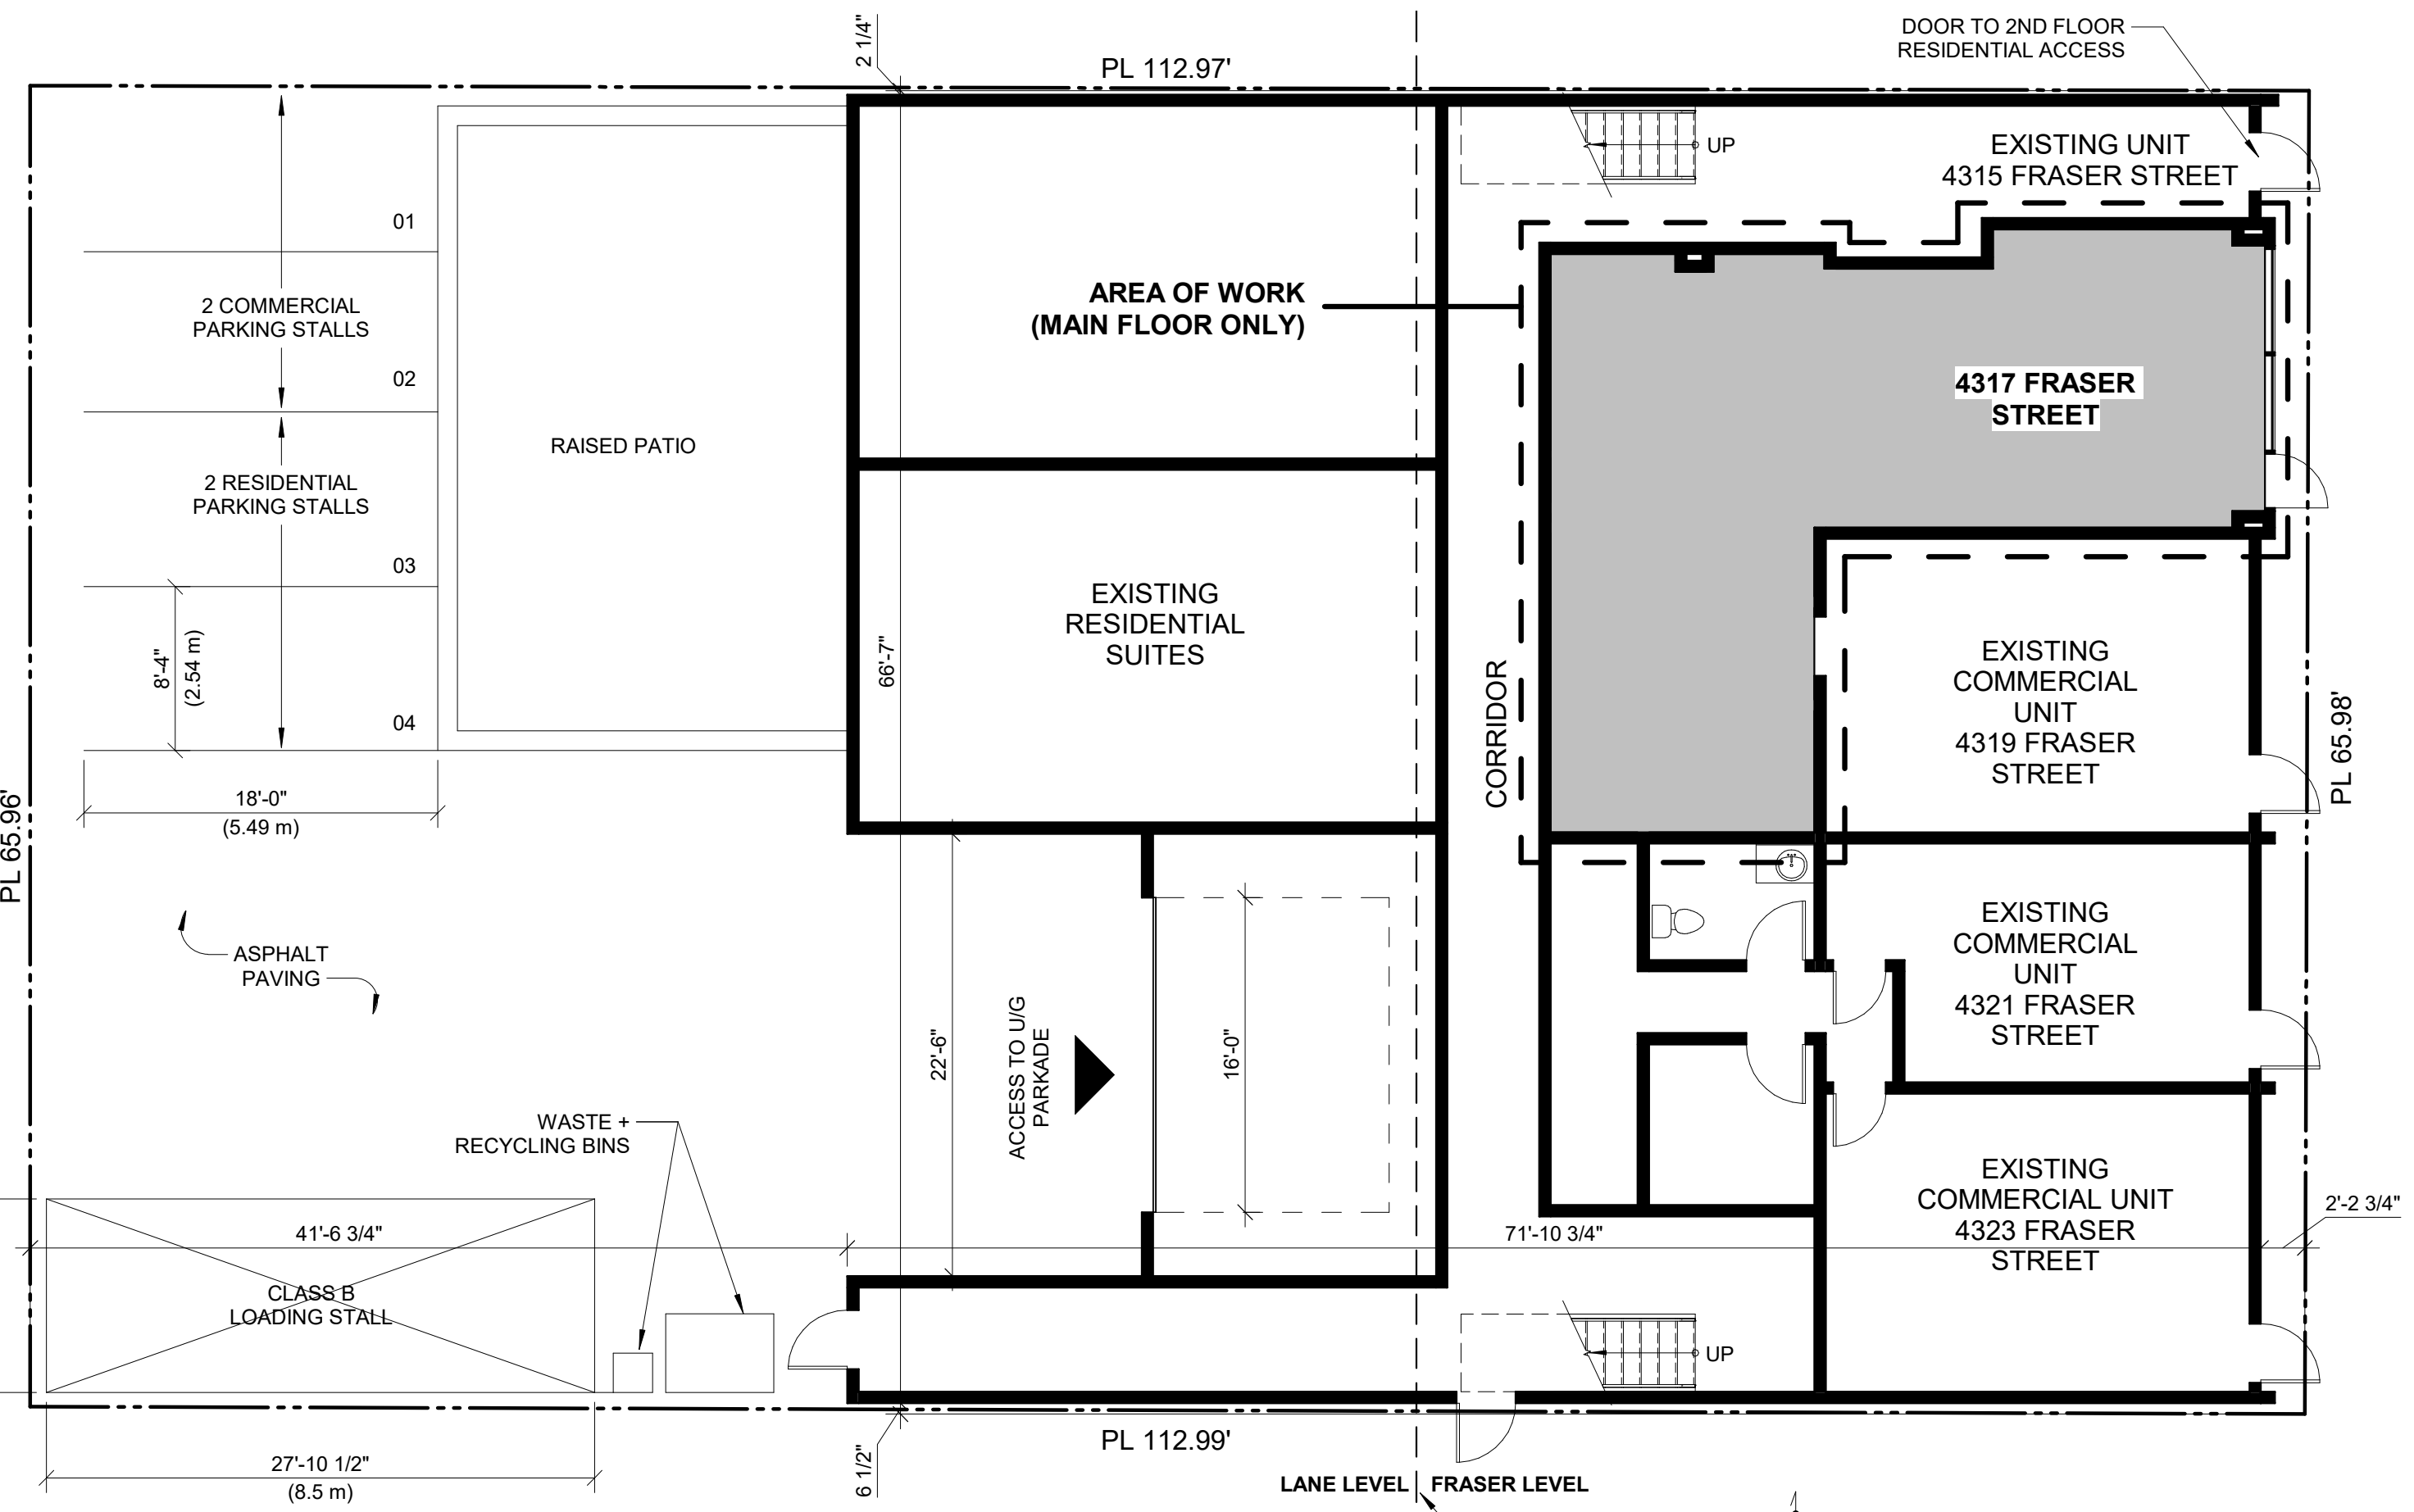 2 1/4"
PL 112.97'
DOOR TO 2ND FLOOR
RESIDENTIAL ACCESS
UP
EXISTING UNIT
4315 FRASER STREET
01
2 COMMERCIAL
PARKING STALLS
02
AREA OF WORK
(MAIN FLOOR ONLY)
4317 FRASER
STREET
RAISED PATIO
2 RESIDENTIAL
PARKING STALLS
03
8'-4"
(2.54 m)
04
18'-0"
(5.49 m)
PL 65.96'
EXISTING
RESIDENTIAL
SUITES
66'-7"
CORRIDOR
EXISTING
COMMERCIAL
UNIT
4319 FRASER
STREET
PL 65.98'
ASPHALT
PAVING
22'-6"
ACCESS TO U/G
PARKADE
16'-0"
EXISTING
COMMERCIAL
UNIT
4321 FRASER
STREET
WASTE +
RECYCLING BINS
EXISTING
COMMERCIAL UNIT
4323 FRASER
STREET
2'-2 3/4"
41'-6 3/4"
71'-10 3/4"
CLASS B
LOADING STALL
UP
27'-10 1/2"
(8.5 m)
6 1/2"
PL 112.99'
LANE LEVEL
FRASER LEVEL